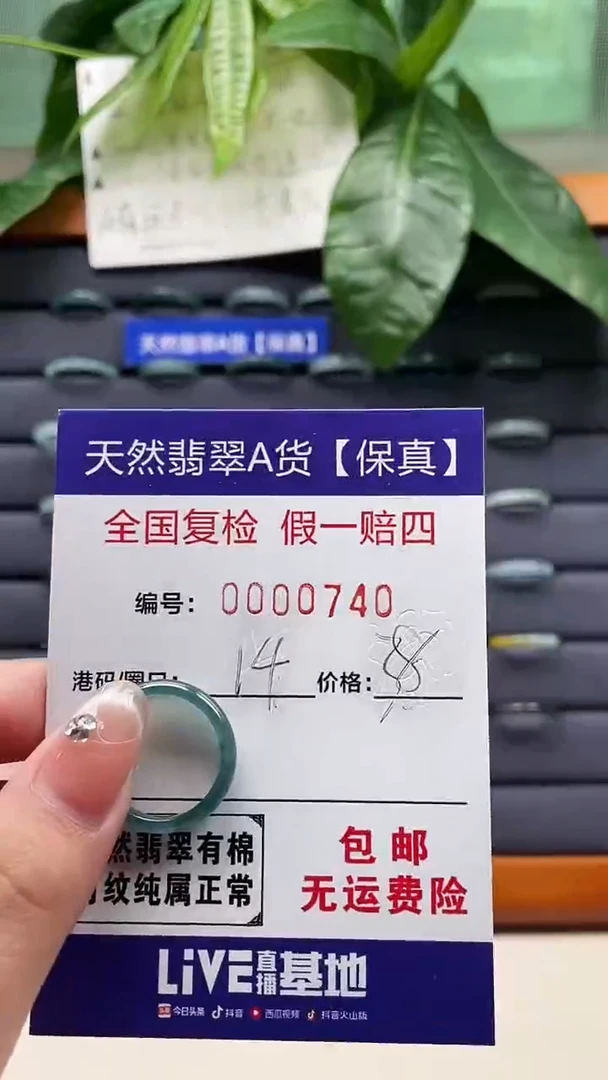 天然翡翠A货【保真】
天然翡翠A货【保真】
全国复检 假一赔四
编号: 0000740
港码/圈口: 14 价格: 8
然翡翠有棉
纹纯属正常
包邮
无运费险
LiVE直播基地
今日头条 抖音 西瓜视频 抖音火山版